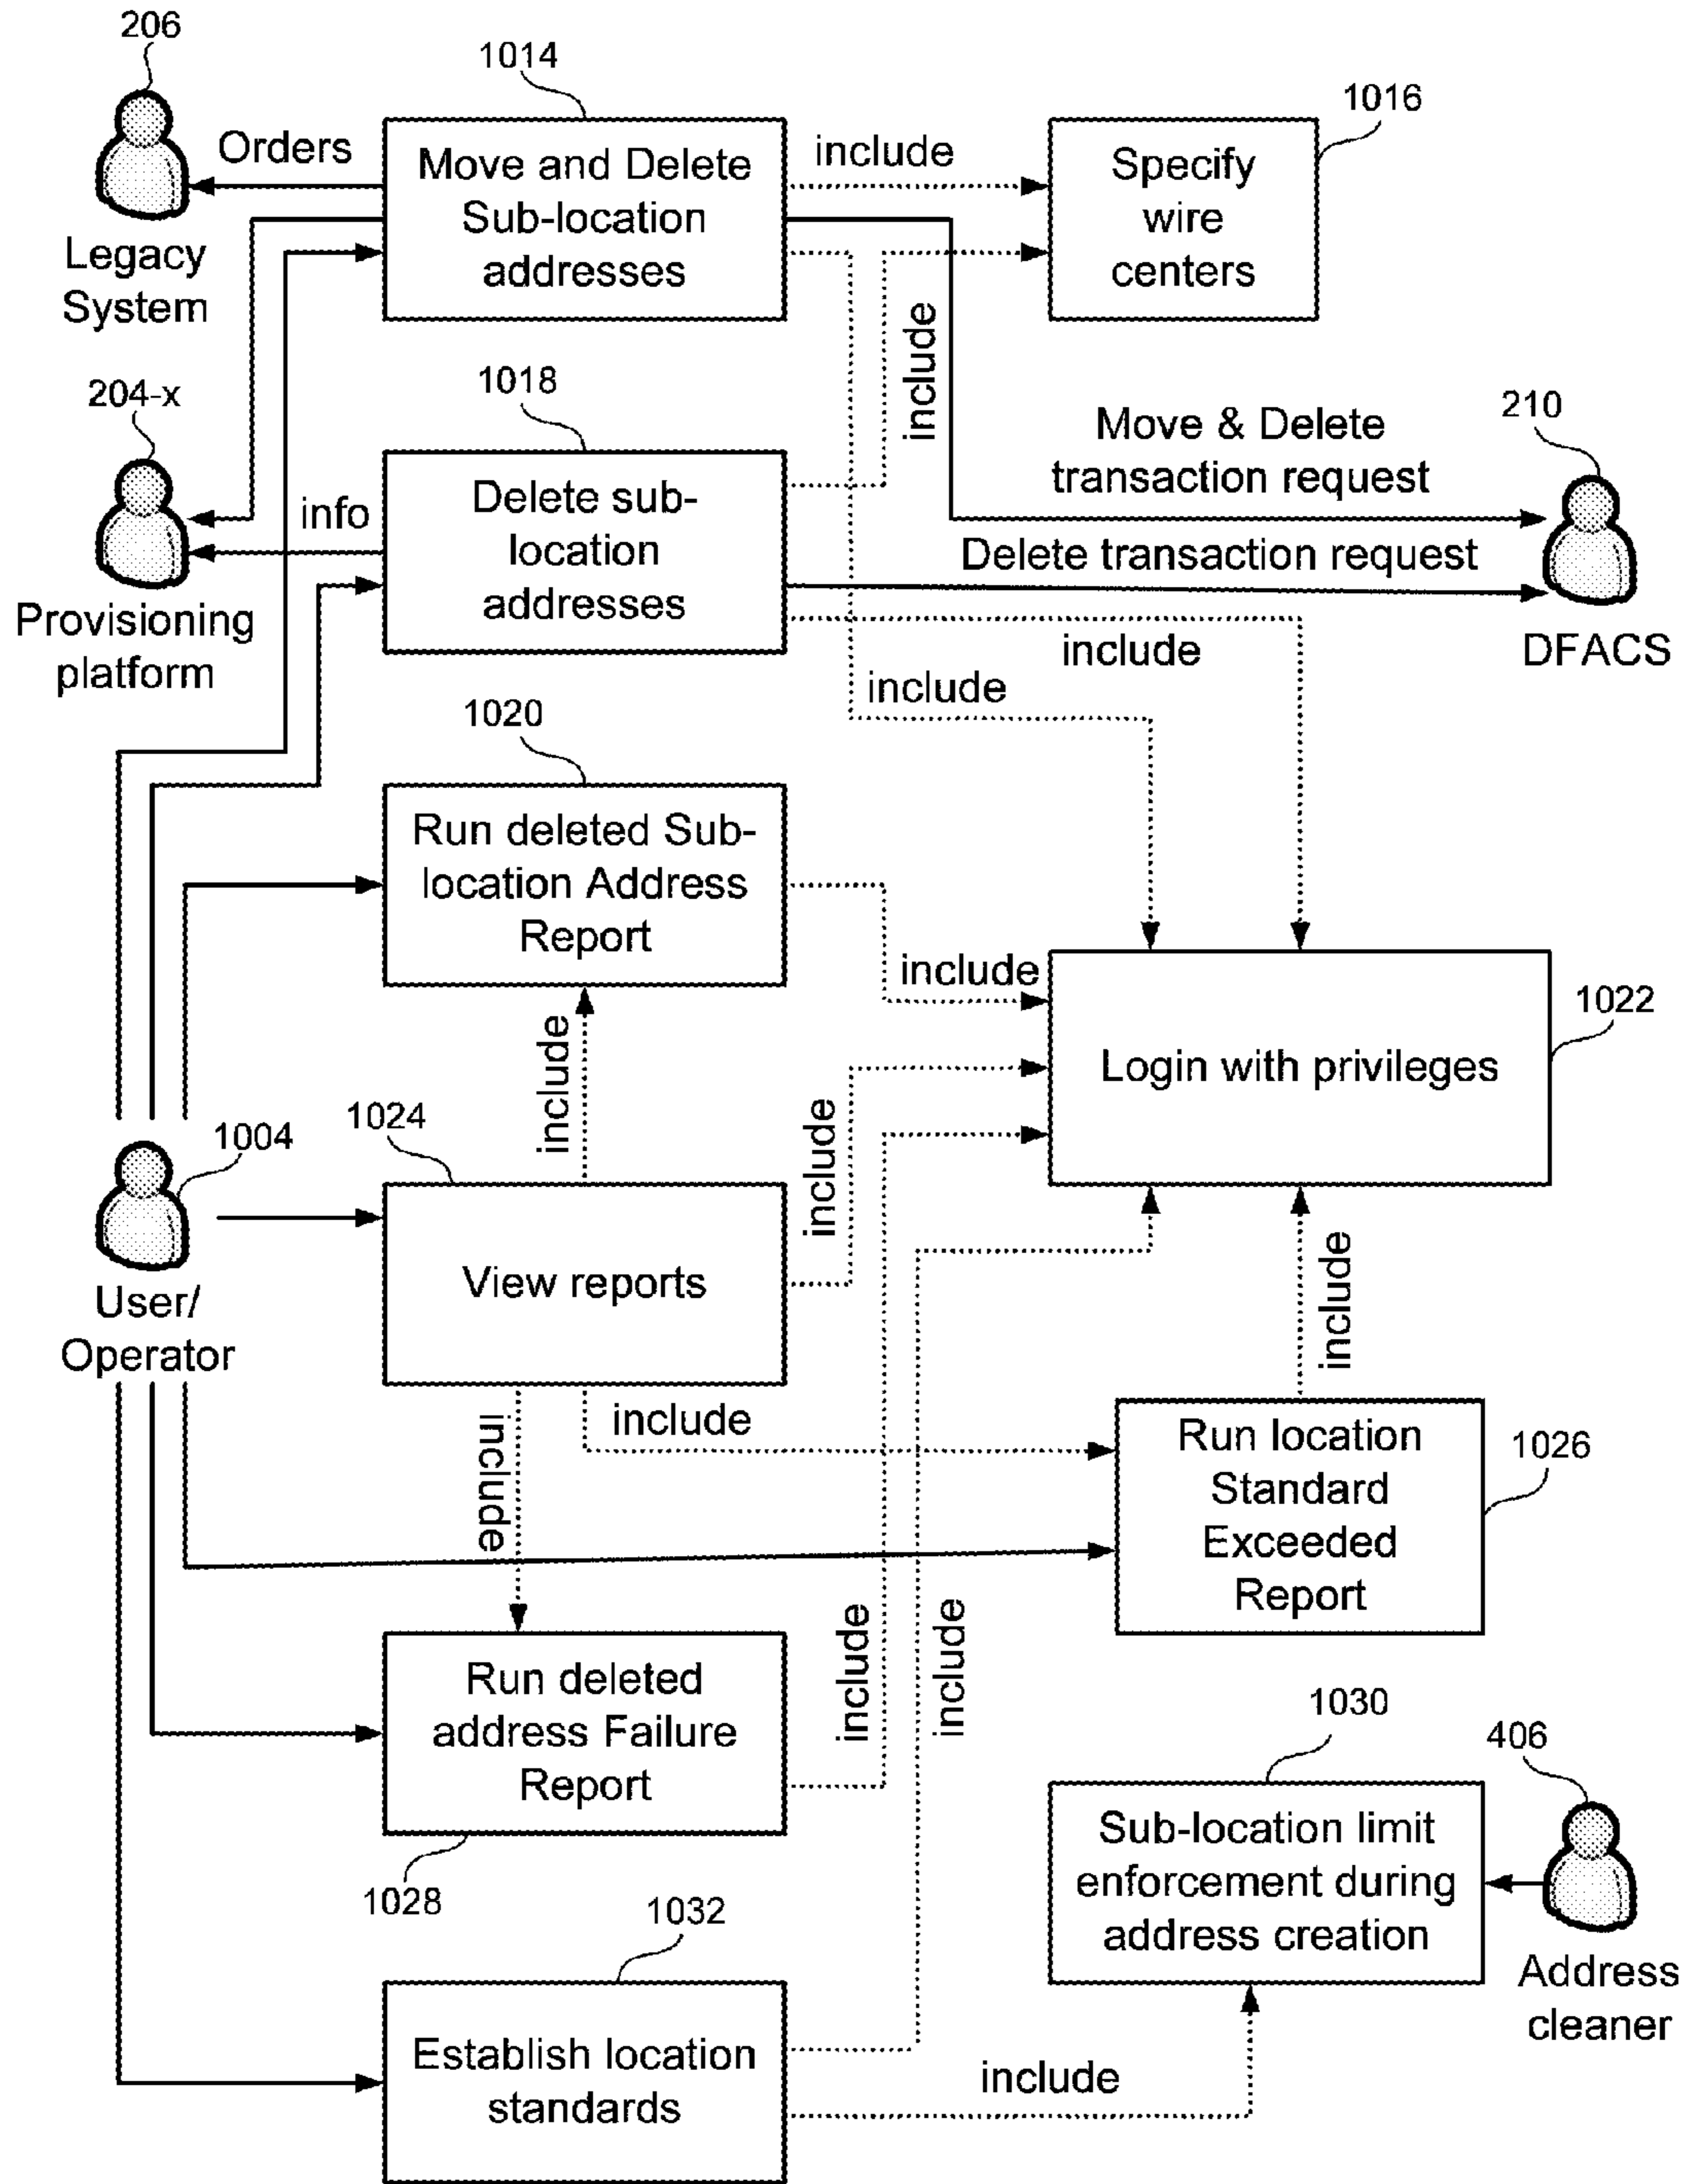 206
1014
1016
Orders
Move and Delete
Sub-location
addresses
include
Specify
wire
centers
Legacy
System
include
204-x
1018
210
Move & Delete
transaction request
info
Delete sub-
location
addresses
Delete transaction request
Provisioning
platform
include
DFACS
include
1020
Run deleted Sub-
location Address
Report
include
1022
include
Login with privileges
1004
1024
include
User/
Operator
View reports
include
include
include
Run location
Standard
Exceeded
Report
1026
Run deleted
address Failure
Report
include
include
1030
406
1028
1032
Sub-location limit
enforcement during
address creation
Address
cleaner
Establish location
standards
include